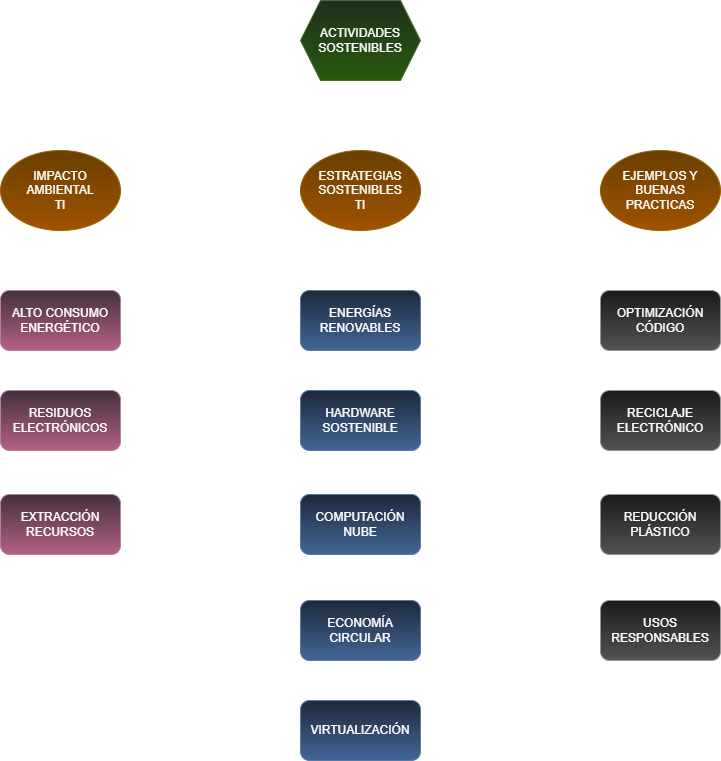 ACTIVIDADES
SOSTENIBLES
IMPACTO
AMBIENTAL
TI
ESTRATEGIAS
SOSTENIBLES
TI
EJEMPLOS Y
BUENAS
PRACTICAS
ALTO CONSUMO
ENERGÉTICO
ENERGÍAS
RENOVABLES
OPTIMIZACIÓN
CÓDIGO
RESIDUOS
ELECTRÓNICOS
HARDWARE
SOSTENIBLE
RECICLAJE
ELECTRÓNICO
EXTRACCIÓN
RECURSOS
COMPUTACIÓN
NUBE
REDUCCIÓN
PLÁSTICO
ECONOMÍA
CIRCULAR
USOS
RESPONSABLES
VIRTUALIZACIÓN